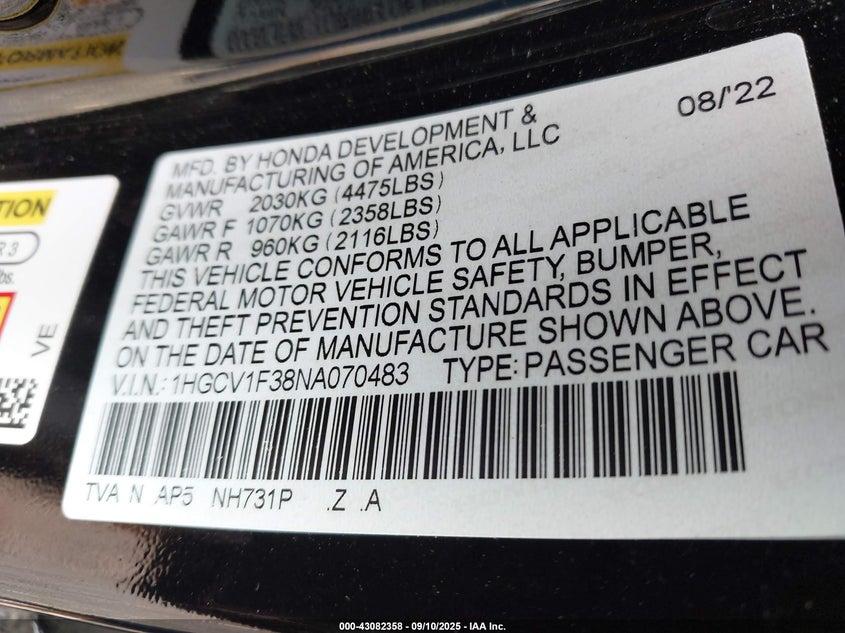 08/'22
MFD. BY HONDA DEVELOPMENT &
MANUFACTURING OF AMERICA, LLC
GVWR 2030KG (4475LBS)
GAWR F 1070KG (2358LBS)
GAWR R 960KG (2116LBS)
THIS VEHICLE CONFORMS TO ALL APPLICABLE
FEDERAL MOTOR VEHICLE SAFETY, BUMPER,
AND THEFT PREVENTION STANDARDS IN EFFECT
ON THE DATE OF MANUFACTURE SHOWN ABOVE.
V.I.N.: 1HGCV1F38NA070483 TYPE: PASSENGER CAR
TVA N AP5 NH731P .Z .A
VE
000-43082358 - 09/10/2025 - IAA Inc.